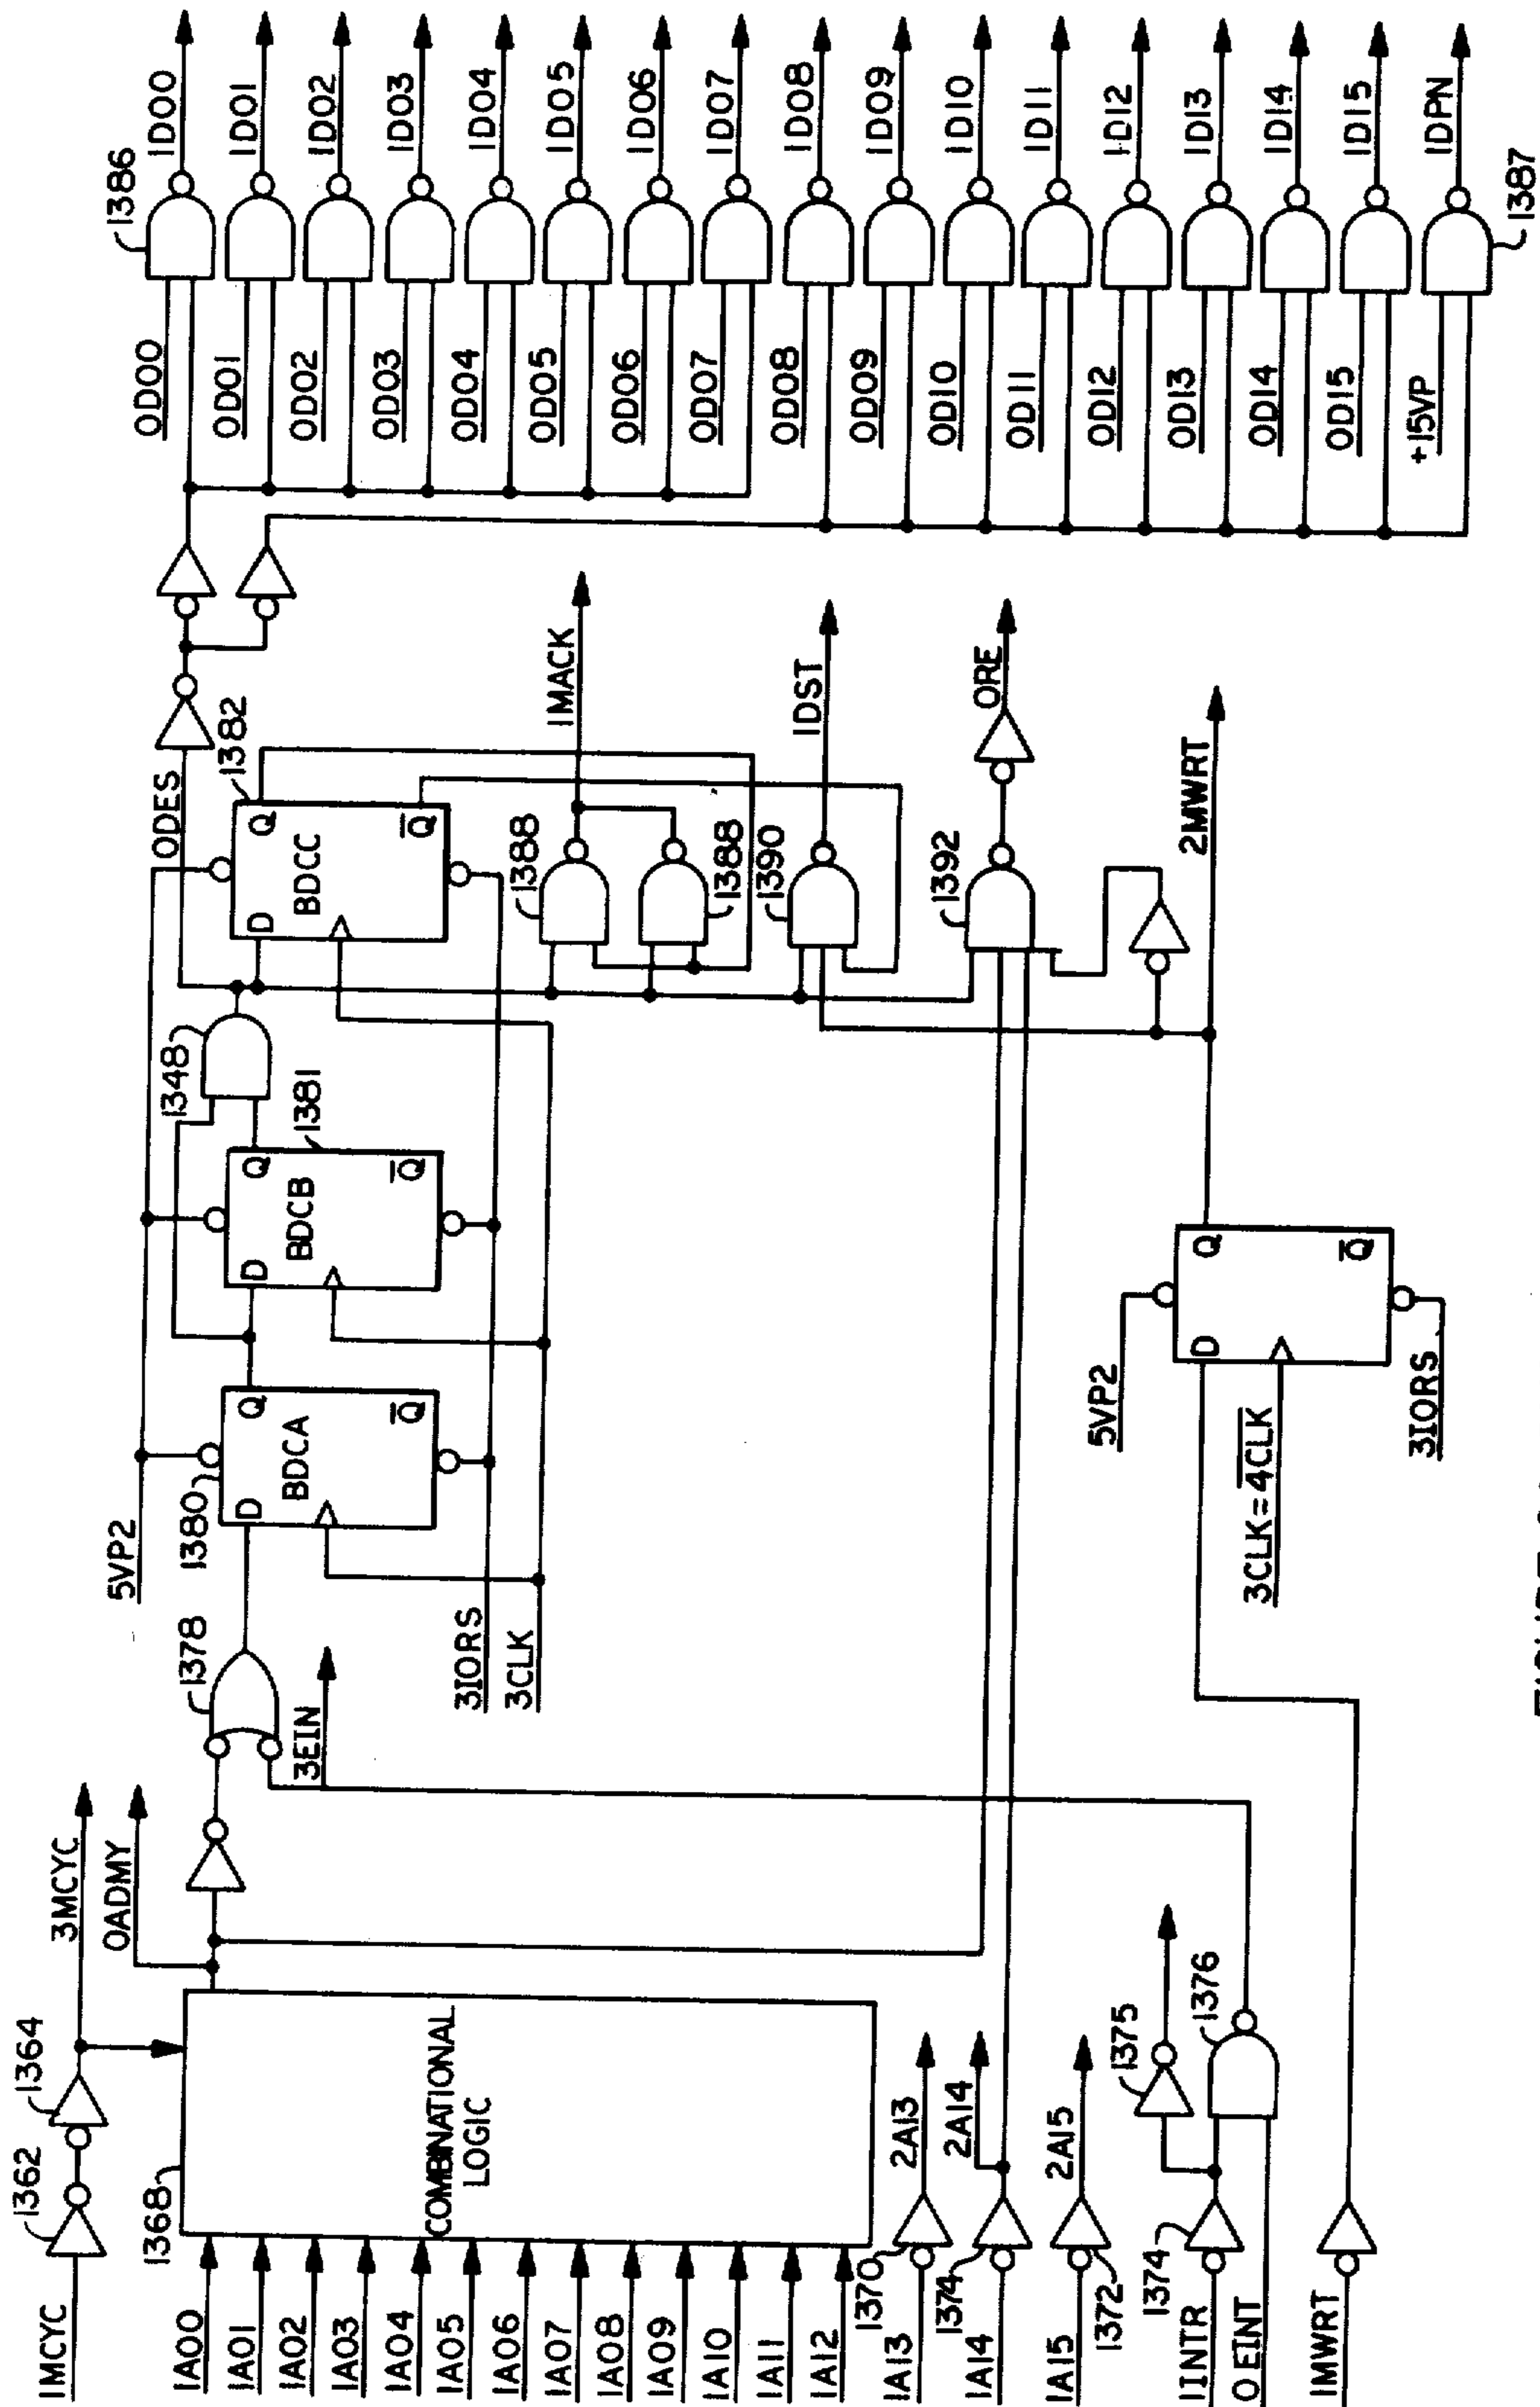 1MCYC
1362
1364
3MCYC
0ADMY
1368
COMBINATIONAL
LOGIC
1A00
1A01
1A02
1A03
1A04
1A05
1A06
1A07
1A08
1A09
1A10
1A11
1A12
1A13
1370
2A13
1A14
1374
2A14
1A15
1372
2A15
1INTR
1374
1375
0EINT
1376
1MWRT
1378
3EIN
5VP2
1380
D
Q
BDCA
Q
3IORS
3CLK
1381
D
Q
BDCB
Q
1348
0DES
1382
D
Q
BDCC
Q
1388
1388
1MACK
1390
1DST
1392
0RE
2MWRT
5VP2
D
Q
Q
3CLK=4CLK
3IORS
1386
0D00
1D00
0D01
1D01
0D02
1D02
0D03
1D03
0D04
1D04
0D05
1D05
0D06
1D06
0D07
1D07
0D08
1D08
0D09
1D09
0D10
1D10
0D11
1D11
0D12
1D12
0D13
1D13
0D14
1D14
0D15
1D15
+15VP
1DPN
1387